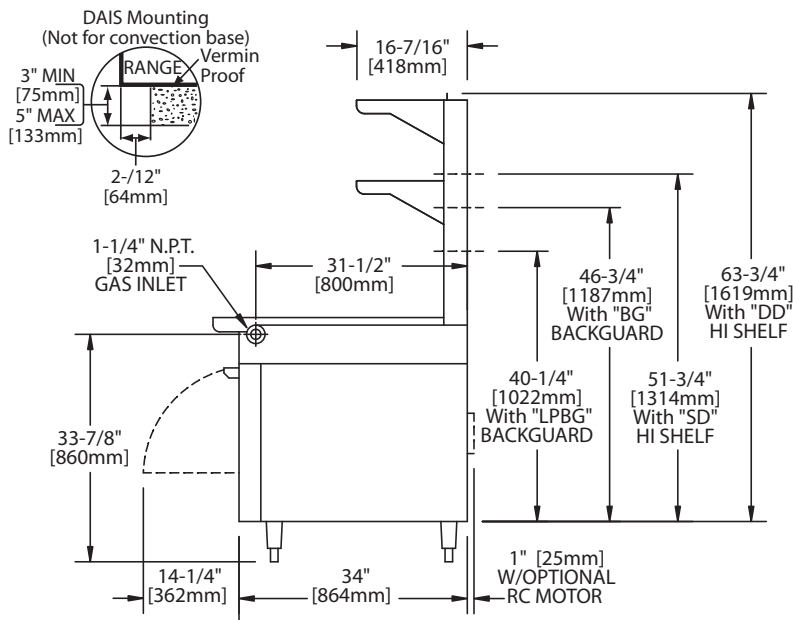 DAIS Mounting
(Not for convection base)
RANGE
Vermin
Proof
3" MIN
[75mm]
5" MAX
[133mm]
2-/12"
[64mm]
16-7/16"
[418mm]
1-1/4" N.P.T.
[32mm]
GAS INLET
31-1/2"
[800mm]
46-3/4"
[1187mm]
With "BG"
BACKGUARD
63-3/4"
[1619mm]
With "DD"
HI SHELF
40-1/4"
[1022mm]
With "LPBG"
BACKGUARD
51-3/4"
[1314mm]
With "SD"
HI SHELF
33-7/8"
[860mm]
14-1/4"
[362mm]
34"
[864mm]
1" [25mm]
W/OPTIONAL
RC MOTOR